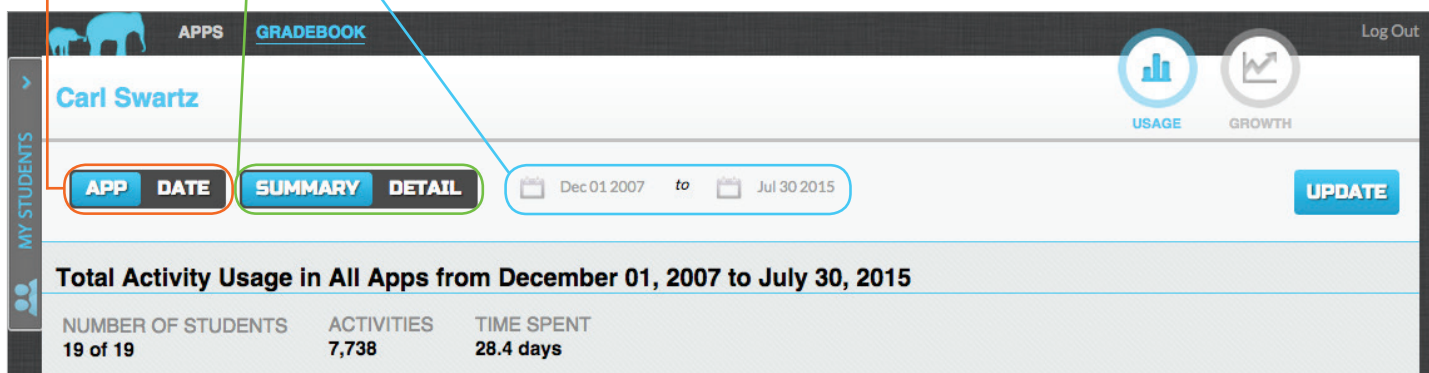 APPS GRADEBOOK Log Out
Carl Swartz
USAGE GROWTH
MY STUDENTS
APP DATE SUMMARY DETAIL Dec 01 2007 to Jul 30 2015 UPDATE
Total Activity Usage in All Apps from December 01, 2007 to July 30, 2015
NUMBER OF STUDENTS ACTIVITIES TIME SPENT
19 of 19 7,738 28.4 days